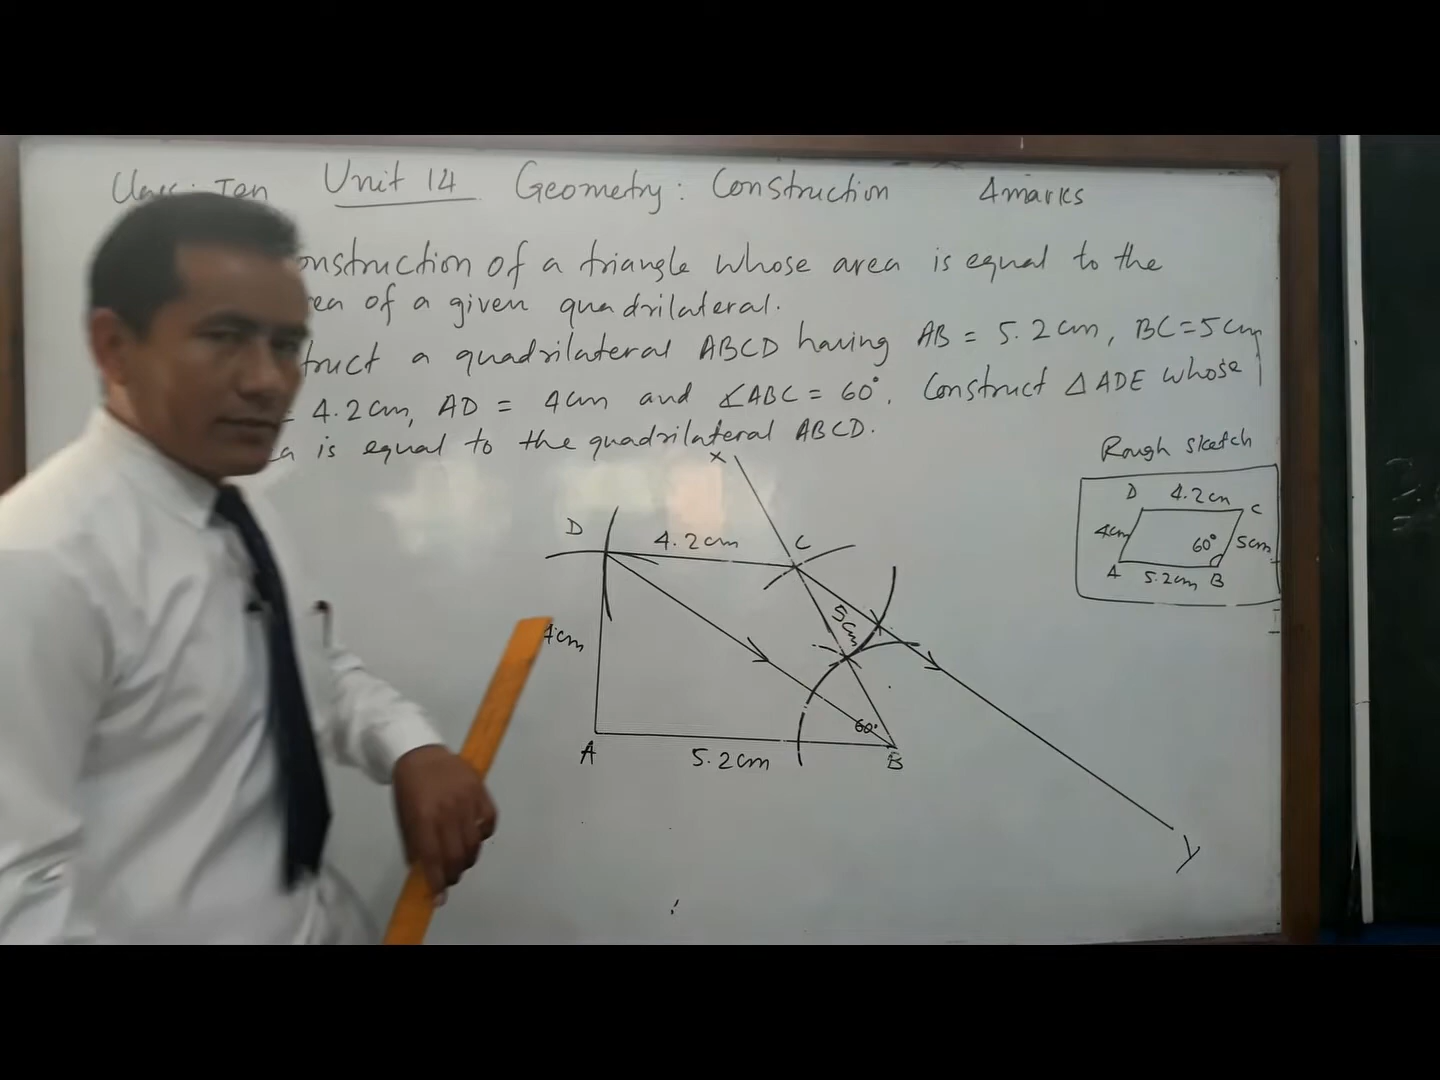 Ten Unit 14 Geometry: Construction 4marks
onstruction of a triangle whose area is equal to the
rea of a given quadrilateral.
truct a quadrilateral ABCD having AB = 5.2cm, BC=5cm
= 4.2cm, AD = 4cm and ∡ABC = 60°. Construct △ADE whose
a is equal to the quadrilateral ABCD.
Rough sketch
D 4.2cm C
4cm 60° 5cm
A 5.2cm B
X
D 4.2cm C
5cm
4cm
60°
A 5.2cm B
y